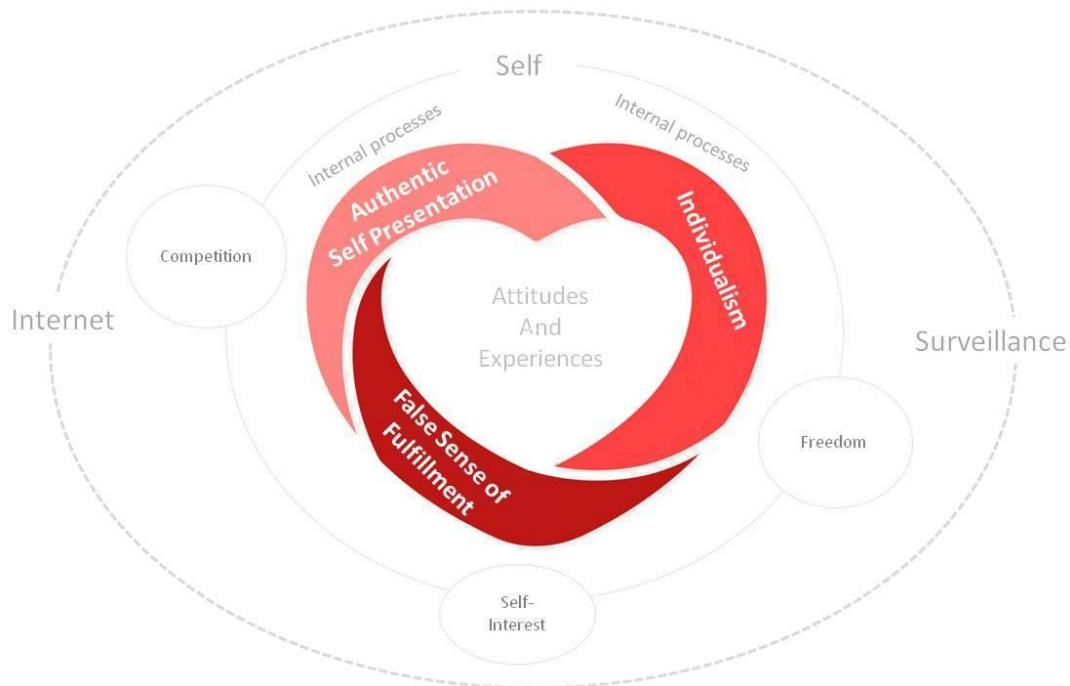 Self
Internal processes
Internal processes
Authentic
Self Presentation
Individualism
Competition
Internet
Attitudes
And
Experiences
Surveillance
False Sense of
Fulfillment
Freedom
Self-
Interest